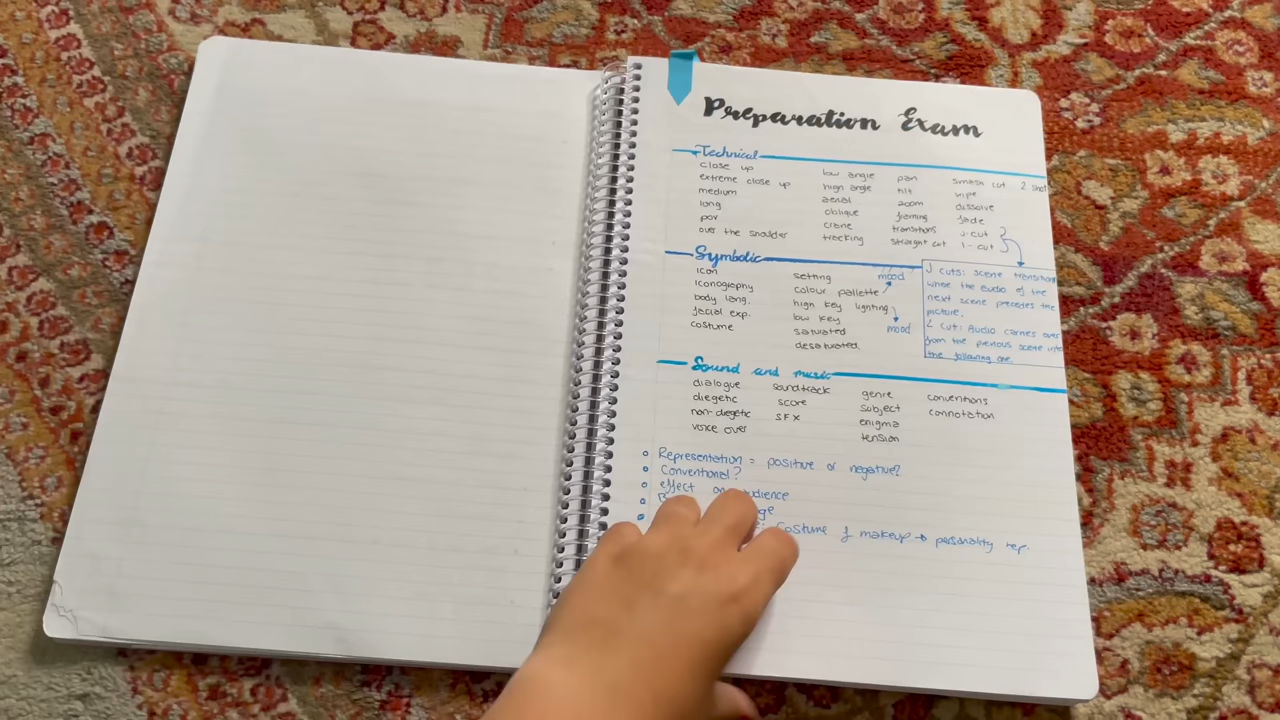 Preparation Exam
Technical
close up low angle pan smash cut 2 shot
extreme close up high angle tilt wipe
medium aerial zoom dissolve
long oblique framing fade
pov crane transitions J-cut
over the shoulder tracking straight cut l-cut
Symbolic
icon setting mood
iconography colour palette
body lang. high key lighting
facial exp. low key mood
costume saturated
desaturated
J cuts: scene transitions
where the audio of the
next scene precedes the
picture.
L cut: Audio carries over
from the previous scene into
the following one.
Sound and music
dialogue soundtrack genre conventions
diegetic score subject connotation
non-diegetic SFX enigma
voice over tension
Representation = positive or negative?
Conventional?
effect on audience
costume & makeup → personality rep.